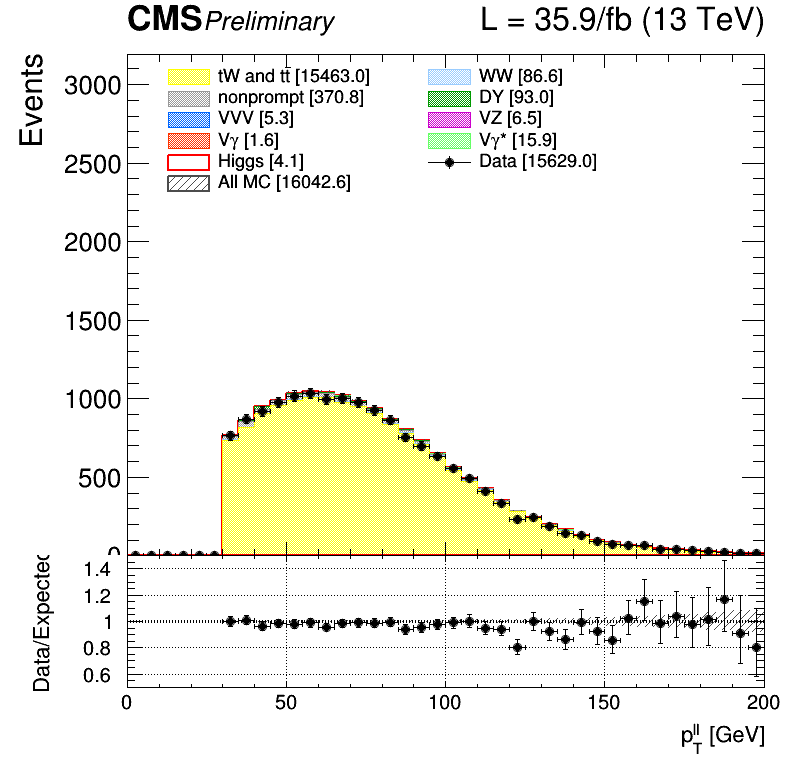 CMS Preliminary L = 35.9/fb (13 TeV)
Events
3000
2500
2000
1500
1000
500
0
tW and tt̄ [15463.0]
nonprompt [370.8]
VVV [5.3]
Vγ [1.6]
Higgs [4.1]
All MC [16042.6]
WW [86.6]
DY [93.0]
VZ [6.5]
Vγ* [15.9]
Data [15629.0]
Data/Expected
1.4
1.2
1
0.8
0.6
0 50 100 150 200
p_T^ll [GeV]